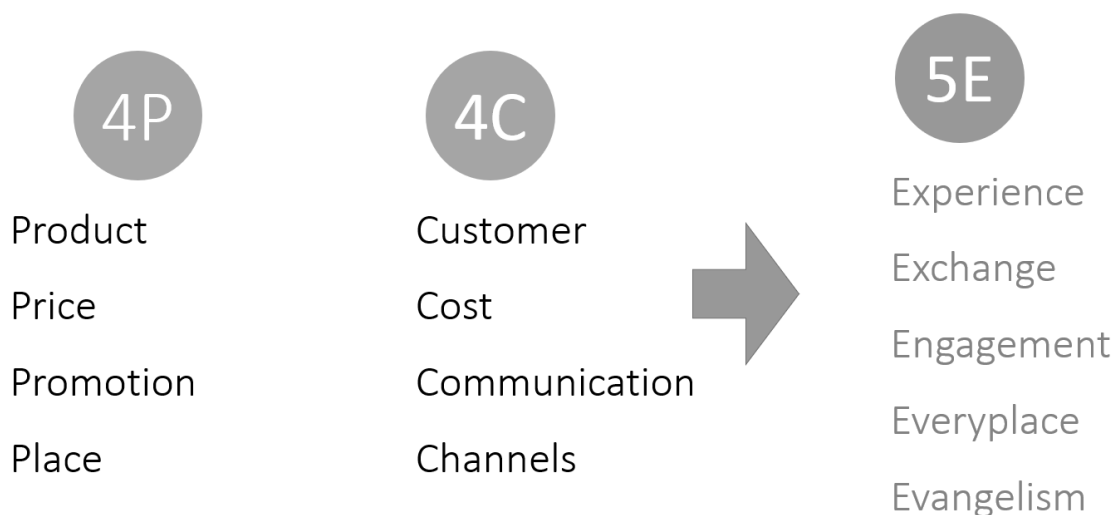 4P
Product
Price
Promotion
Place
4C
Customer
Cost
Communication
Channels
5E
Experience
Exchange
Engagement
Everyplace
Evangelism